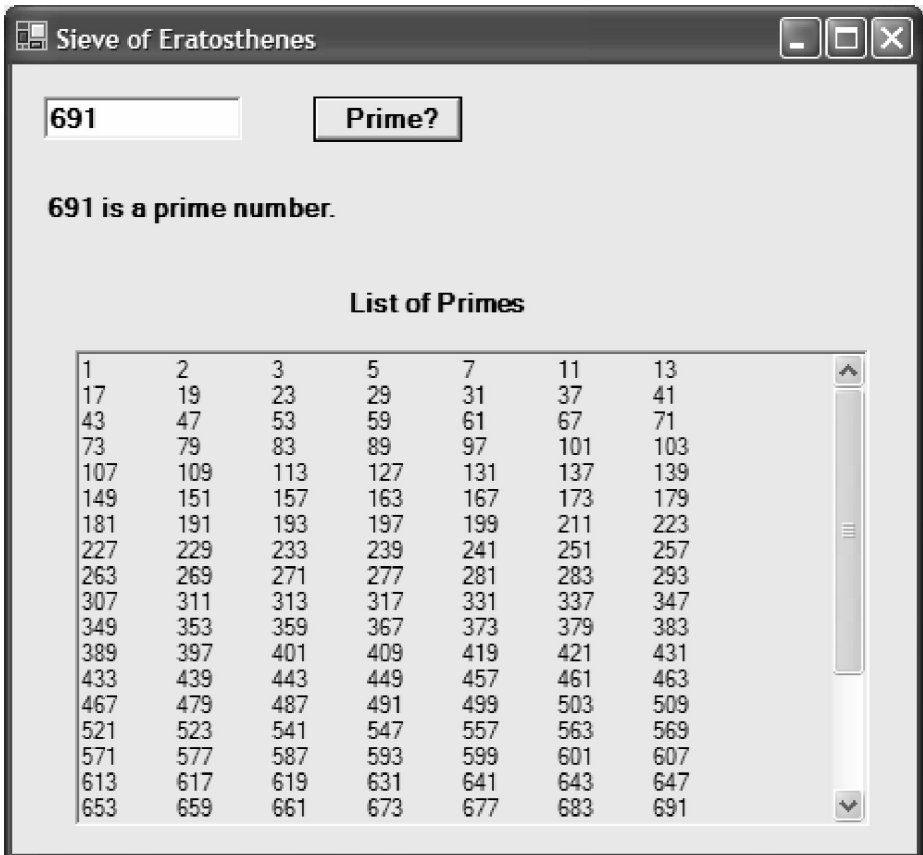 Sieve of Eratosthenes
691 Prime?
691 is a prime number.
List of Primes
1 2 3 5 7 11 13
17 19 23 29 31 37 41
43 47 53 59 61 67 71
73 79 83 89 97 101 103
107 109 113 127 131 137 139
149 151 157 163 167 173 179
181 191 193 197 199 211 223
227 229 233 239 241 251 257
263 269 271 277 281 283 293
307 311 313 317 331 337 347
349 353 359 367 373 379 383
389 397 401 409 419 421 431
433 439 443 449 457 461 463
467 479 487 491 499 503 509
521 523 541 547 557 563 569
571 577 587 593 599 601 607
613 617 619 631 641 643 647
653 659 661 673 677 683 691